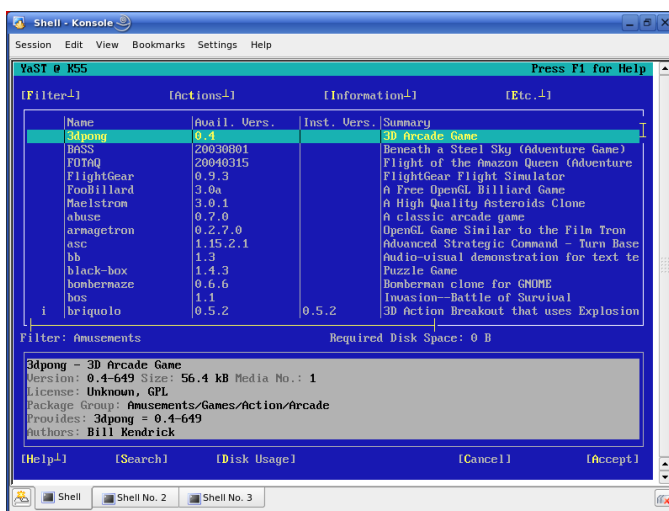 Shell - Konsole
Session Edit View Bookmarks Settings Help
YaST @ K55 Press F1 for Help
[Filter┴] [Actions┴] [Information┴] [Etc.┴]
Name |Avail. Vers.|Inst. Vers.|Summary
3dpong |0.4 | |3D Arcade Game
BASS |20030801 | |Beneath a Steel Sky (Adventure Game)
FOTAQ |20040315 | |Flight of the Amazon Queen (Adventure
FlightGear |0.9.3 | |FlightGear Flight Simulator
FooBillard |3.0a | |A Free OpenGL Billiard Game
Maelstrom |3.0.1 | |A High Quality Asteroids Clone
abuse |0.7.0 | |A classic arcade game
armagetron |0.2.7.0 | |OpenGL Game Similar to the Film Tron
asc |1.15.2.1 | |Advanced Strategic Command - Turn Base
bb |1.3 | |Audio-visual demonstration for text te
black-box |1.4.3 | |Puzzle Game
bombermaze |0.6.6 | |Bomberman clone for GNOME
bos |1.1 | |Invasion--Battle of Survival
i |briquolo |0.5.2 |0.5.2 |3D Action Breakout that uses Explosion
Filter: Amusements Required Disk Space: 0 B
3dpong - 3D Arcade Game
Version: 0.4-649 Size: 56.4 kB Media No.: 1
License: Unknown, GPL
Package Group: Amusements/Games/Action/Arcade
Provides: 3dpong = 0.4-649
Authors: Bill Kendrick
[Help┴] [Search] [Disk Usage] [Cancel] [Accept]
Shell Shell No. 2 Shell No. 3